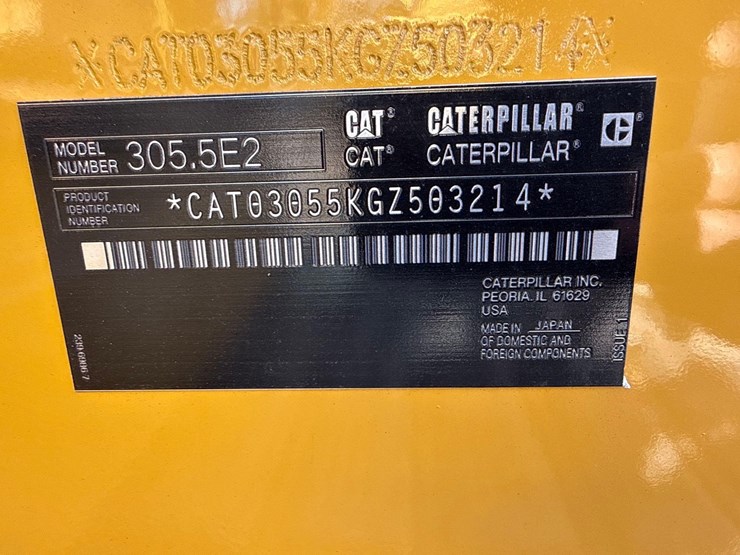 XCAT03055KGZ503214X
CAT® CATERPILLAR® ®
MODEL NUMBER 305.5E2
CAT® CATERPILLAR®
PRODUCT
IDENTIFICATION
NUMBER
*CAT03055KGZ503214*
CATERPILLAR INC.
PEORIA, IL 61629
USA
MADE IN JAPAN
OF DOMESTIC AND
FOREIGN COMPONENTS
ISSUE 1